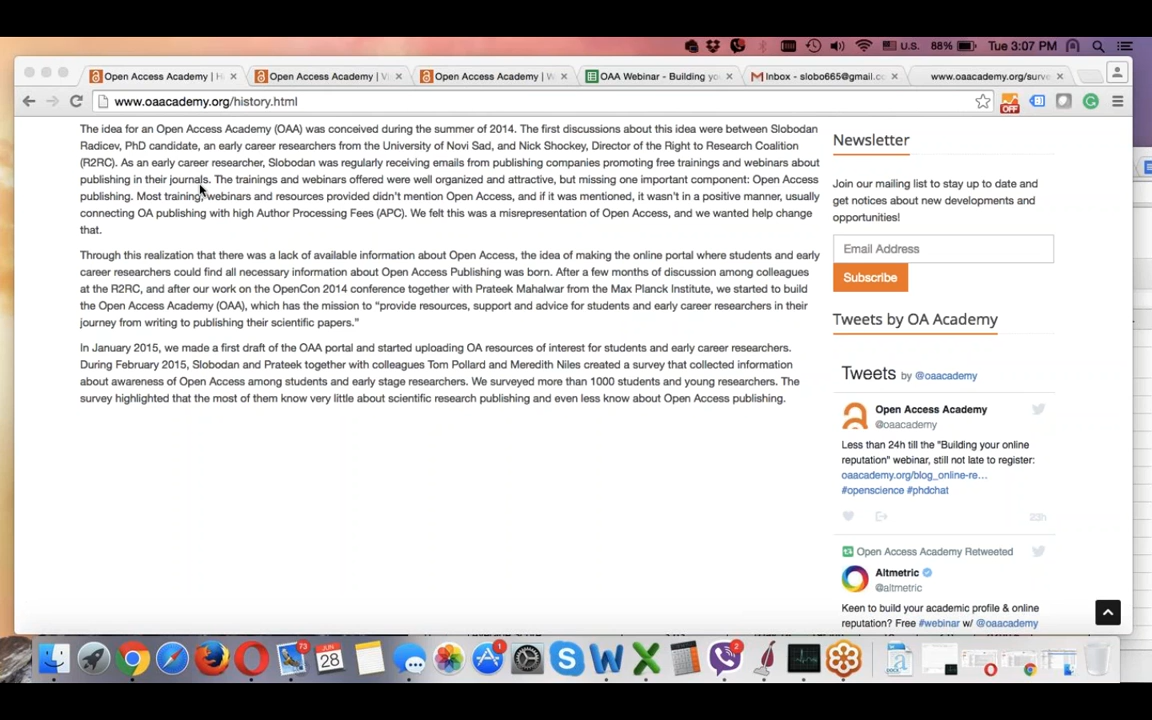 U.S. 88% Tue 3:07 PM
Open Access Academy | H
Open Access Academy | V
Open Access Academy | W
OAA Webinar - Building yo
Inbox - slobo665@gmail.c
www.oaacademy.org/surve
www.oaacademy.org/history.html
OFF
The idea for an Open Access Academy (OAA) was conceived during the summer of 2014. The first discussions about this idea were between Slobodan
Radicev, PhD candidate, an early career researchers from the University of Novi Sad, and Nick Shockey, Director of the Right to Research Coalition
(R2RC). As an early career researcher, Slobodan was regularly receiving emails from publishing companies promoting free trainings and webinars about
publishing in their journals. The trainings and webinars offered were well organized and attractive, but missing one important component: Open Access
publishing. Most training, webinars and resources provided didn't mention Open Access, and if it was mentioned, it wasn't in a positive manner, usually
connecting OA publishing with high Author Processing Fees (APC). We felt this was a misrepresentation of Open Access, and we wanted help change
that.
Through this realization that there was a lack of available information about Open Access, the idea of making the online portal where students and early
career researchers could find all necessary information about Open Access Publishing was born. After a few months of discussion among colleagues
at the R2RC, and after our work on the OpenCon 2014 conference together with Prateek Mahalwar from the Max Planck Institute, we started to build
the Open Access Academy (OAA), which has the mission to "provide resources, support and advice for students and early career researchers in their
journey from writing to publishing their scientific papers."
In January 2015, we made a first draft of the OAA portal and started uploading OA resources of interest for students and early career researchers.
During February 2015, Slobodan and Prateek together with colleagues Tom Pollard and Meredith Niles created a survey that collected information
about awareness of Open Access among students and early stage researchers. We surveyed more than 1000 students and young researchers. The
survey highlighted that the most of them know very little about scientific research publishing and even less know about Open Access publishing.
Newsletter
Join our mailing list to stay up to date and
get notices about new developments and
opportunities!
Email Address
Subscribe
Tweets by OA Academy
Tweets by @oaacademy
Open Access Academy
@oaacademy
Less than 24h till the "Building your online
reputation" webinar, still not late to register:
oaacademy.org/blog_online-re…
#openscience #phdchat
23h
Open Access Academy Retweeted
Altmetric
@altmetric
Keen to build your academic profile & online
reputation? Free #webinar w/ @oaacademy
73
JUN
28
1
2
DOCX